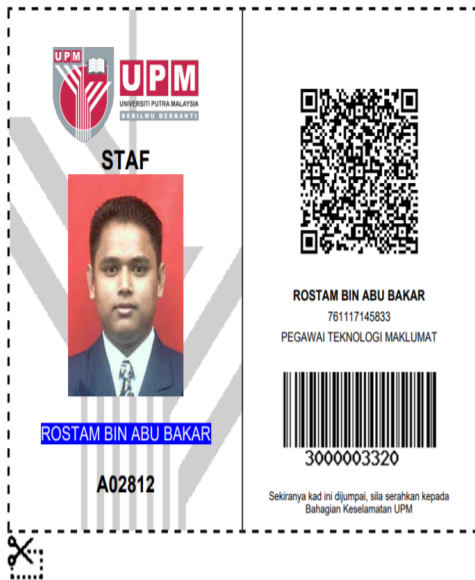 UPM
UPM
UNIVERSITI PUTRA MALAYSIA
BERILMU BERBAKTI
STAF
ROSTAM BIN ABU BAKAR
A02812
ROSTAM BIN ABU BAKAR
761117145833
PEGAWAI TEKNOLOGI MAKLUMAT
3000003320
Sekiranya kad ini dijumpai, sila serahkan kepada
Bahagian Keselamatan UPM